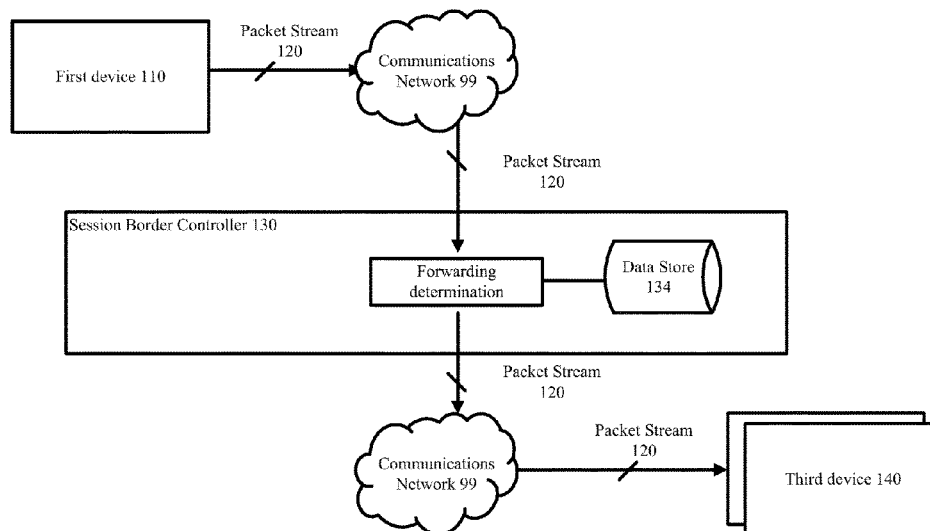 Packet Stream
120
First device 110
Communications
Network 99
Packet Stream
120
Session Border Controller 130
Forwarding
determination
Data Store
134
Packet Stream
120
Communications
Network 99
Packet Stream
120
Third device 140